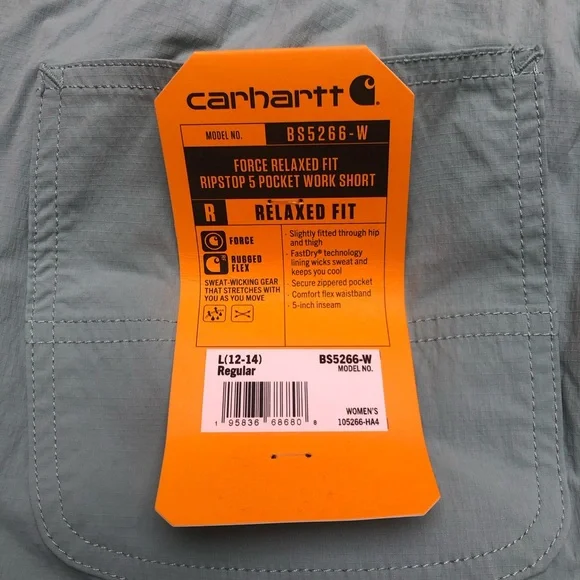 carhartt
MODEL NO. BS5266-W
FORCE RELAXED FIT
RIPSTOP 5 POCKET WORK SHORT
R RELAXED FIT
FORCE
RUGGED
FLEX
SWEAT-WICKING GEAR
THAT STRETCHES WITH
YOU AS YOU MOVE
· Slightly fitted through hip
and thigh
· FastDry® technology
lining wicks sweat and
keeps you cool
· Secure zippered pocket
· Comfort flex waistband
· 5-inch inseam
L(12-14) BS5266-W
Regular MODEL NO.
1 95836 68680 8
WOMEN'S
105266-HA4